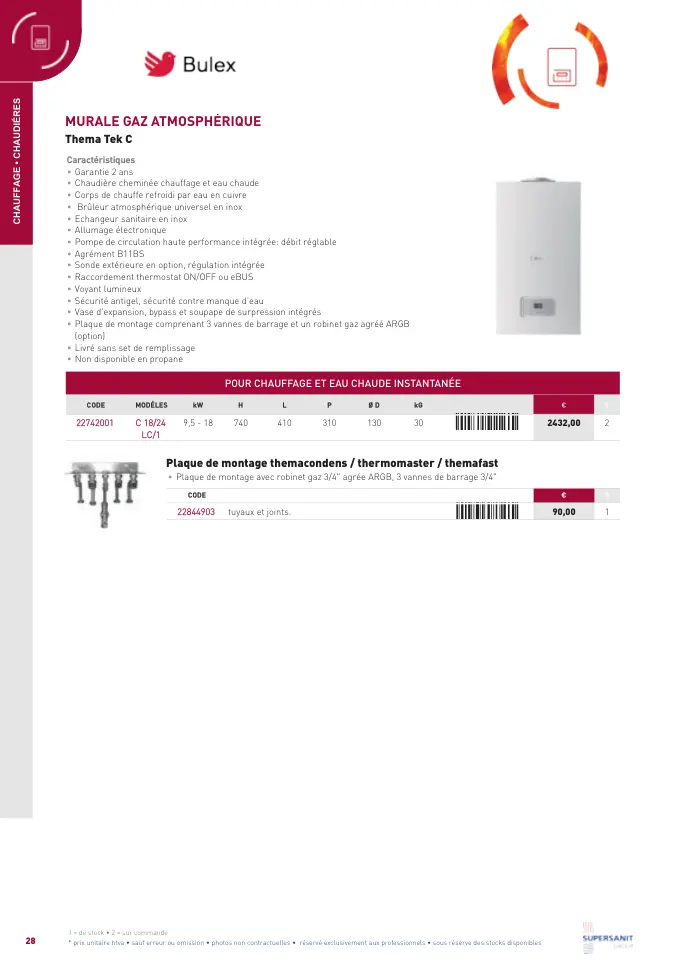 Bulex
CHAUFFAGE • CHAUDIÈRES
MURALE GAZ ATMOSPHÉRIQUE
Thema Tek C
Caractéristiques
• Garantie 2 ans
• Chaudière cheminée chauffage et eau chaude
• Corps de chauffe refroidi par eau en cuivre
• Brûleur atmosphérique universel en inox
• Echangeur sanitaire en inox
• Allumage électronique
• Pompe de circulation haute performance intégrée: débit réglable
• Agrément B11BS
• Sonde extérieure en option, régulation intégrée
• Raccordement thermostat ON/OFF ou eBUS
• Voyant lumineux
• Sécurité antigel, sécurité contre manque d'eau
• Vase d'expansion, bypass et soupape de surpression intégrés
• Plaque de montage comprenant 3 vannes de barrage et un robinet gaz agréé ARGB
(option)
• Livré sans set de remplissage
• Non disponible en propane
POUR CHAUFFAGE ET EAU CHAUDE INSTANTANÉE
CODE MODÈLES kW H L P Ø D kG €
22742001 C 18/24 9,5 - 18 740 410 310 130 30 2432,00 2
LC/1
Plaque de montage themacondens / thermomaster / themafast
• Plaque de montage avec robinet gaz 3/4" agrée ARGB, 3 vannes de barrage 3/4"
CODE €
22844903 tuyaux et joints. 90,00 1
1 = de stock • 2 = sur commande
28 * prix unitaire htva • sauf erreur ou omission • photos non contractuelles • réservé exclusivement aux professionnels • sous réserve des stocks disponibles
SUPERSANIT
GROUP